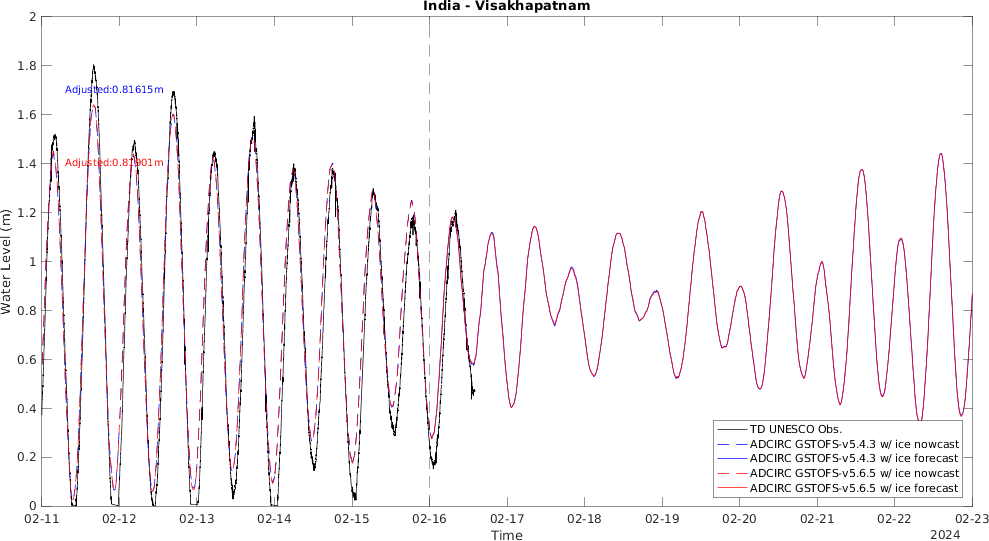 India - Visakhapatnam
2
1.8
1.6
1.4
1.2
1
0.8
0.6
0.4
0.2
0
Water Level (m)
Adjusted:0.81615m
Adjusted:0.81901m
TD UNESCO Obs.
ADCIRC GSTOFS-v5.4.3 w/ ice nowcast
ADCIRC GSTOFS-v5.4.3 w/ ice forecast
ADCIRC GSTOFS-v5.6.5 w/ ice nowcast
ADCIRC GSTOFS-v5.6.5 w/ ice forecast
02-11 02-12 02-13 02-14 02-15 02-16 02-17 02-18 02-19 02-20 02-21 02-22 02-23
Time
2024